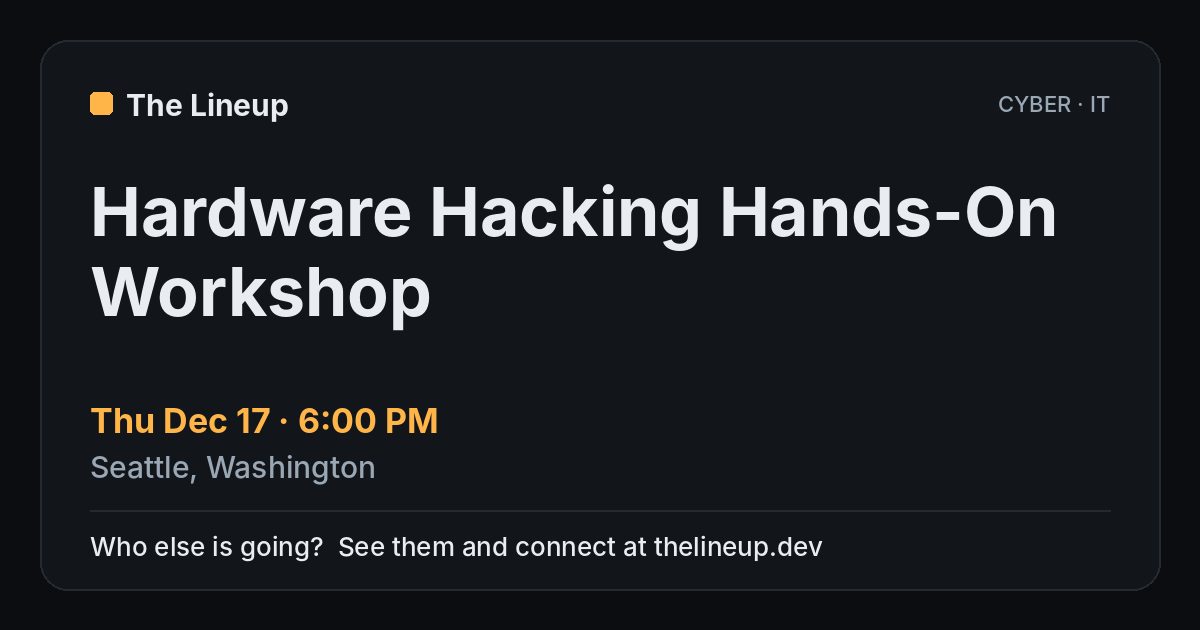 The Lineup
CYBER · IT
Hardware Hacking Hands-On
Workshop
Thu Dec 17 · 6:00 PM
Seattle, Washington
Who else is going?  See them and connect at thelineup.dev